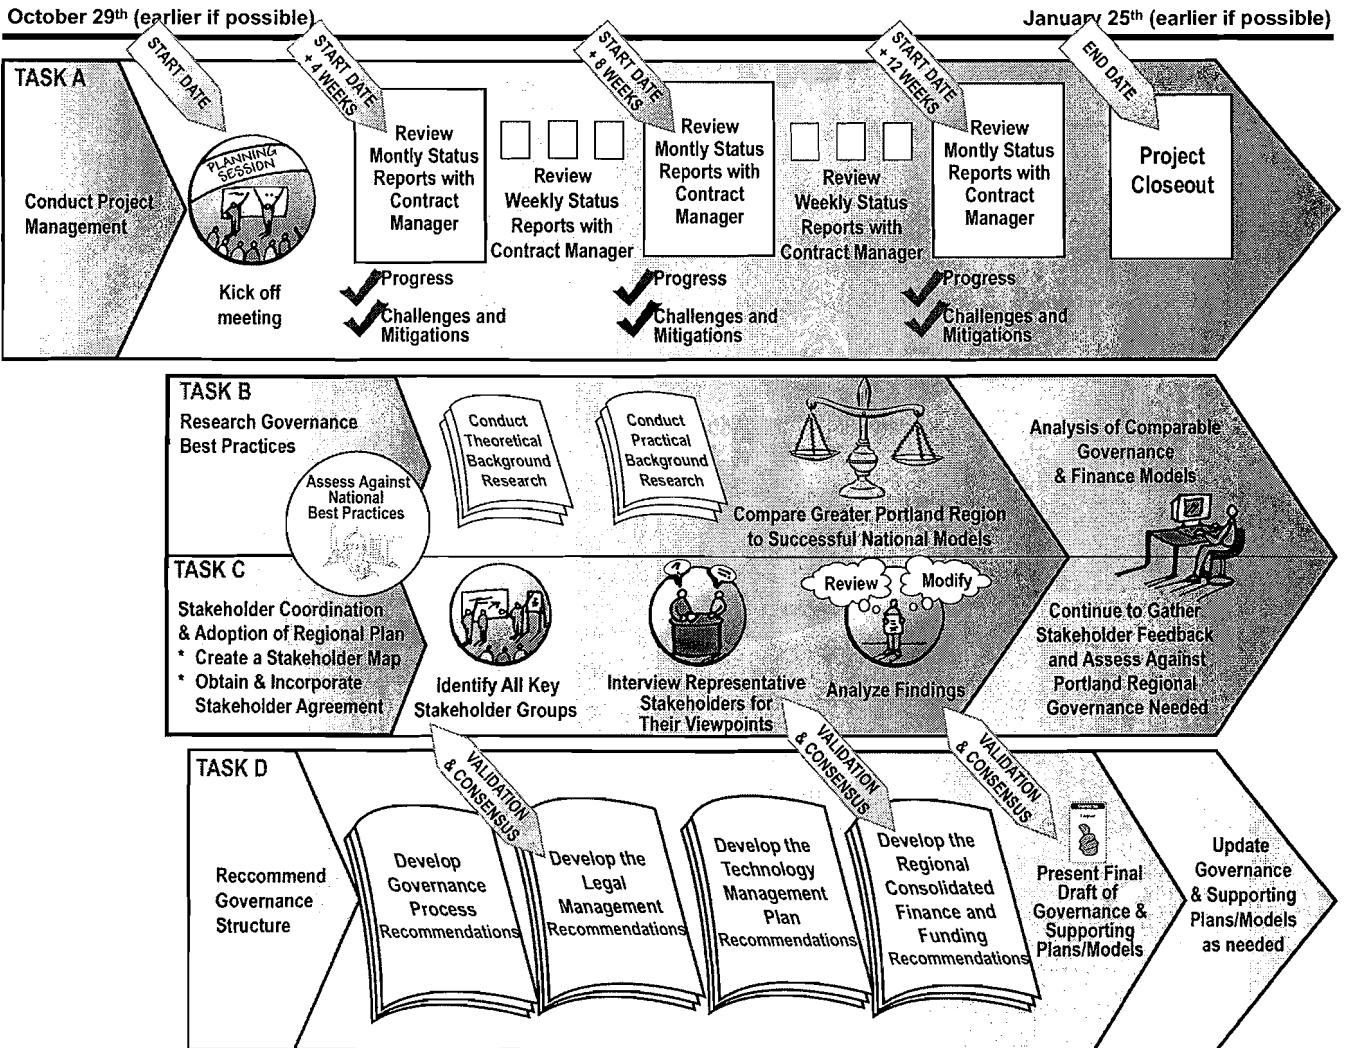 October 29th (earlier if possible)
January 25th (earlier if possible)
START DATE
START DATE
+ 4 WEEKS
START DATE
+ 8 WEEKS
START DATE
+ 12 WEEKS
END DATE
TASK A
Conduct Project
Management
PLANNING
SESSION
Kick off
meeting
Review
Montly Status
Reports with
Contract
Manager
Progress
Challenges and
Mitigations
Review
Weekly Status
Reports with
Contract Manager
Review
Montly Status
Reports with
Contract
Manager
Progress
Challenges and
Mitigations
Review
Weekly Status
Reports with
Contract Manager
Review
Montly Status
Reports with
Contract
Manager
Progress
Challenges and
Mitigations
Project
Closeout
TASK B
Research Governance
Best Practices
Assess Against
National
Best Practices
Conduct
Theoretical
Background
Research
Conduct
Practical
Background
Research
Compare Greater Portland Region
to Successful National Models
Analysis of Comparable
Governance
& Finance Models
TASK C
Stakeholder Coordination
& Adoption of Regional Plan
* Create a Stakeholder Map
* Obtain & Incorporate
Stakeholder Agreement
Identify All Key
Stakeholder Groups
Interview Representative
Stakeholders for
Their Viewpoints
Review
Modify
Analyze Findings
Continue to Gather
Stakeholder Feedback
and Assess Against
Portland Regional
Governance Needed
VALIDATION
& CONSENSUS
VALIDATION
& CONSENSUS
VALIDATION
& CONSENSUS
TASK D
Reccommend
Governance
Structure
Develop
Governance
Process
Recommendations
Develop the
Legal
Management
Recommendations
Develop the
Technology
Management
Plan
Recommendations
Develop the
Regional
Consolidated
Finance and
Funding
Recommendations
Present Final
Draft of
Governance &
Supporting
Plans/Models
Update
Governance
& Supporting
Plans/Models
as needed